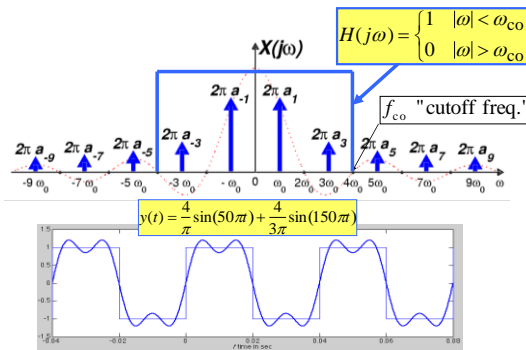 H(jω) = { 1 |ω| < ω_co
0 |ω| > ω_co
X(jω)
2π a_-9 2π a_-7 2π a_-5 2π a_-3 2π a_-1 2π a_1 2π a_3 2π a_5 2π a_7 2π a_9
f_co "cutoff freq."
-9 ω_0 -7 ω_0 -5 ω_0 -3 ω_0 - ω_0 0 ω_0 3ω_0 4ω_0 5ω_0 7ω_0 9ω_0
y(t) = 4/π sin(50πt) + 4/3π sin(150πt)
1.5
1
0.5
0
-0.5
-1
-1.5
-0.04 -0.02 0 0.02 0.04 0.06 8.00
time in sec